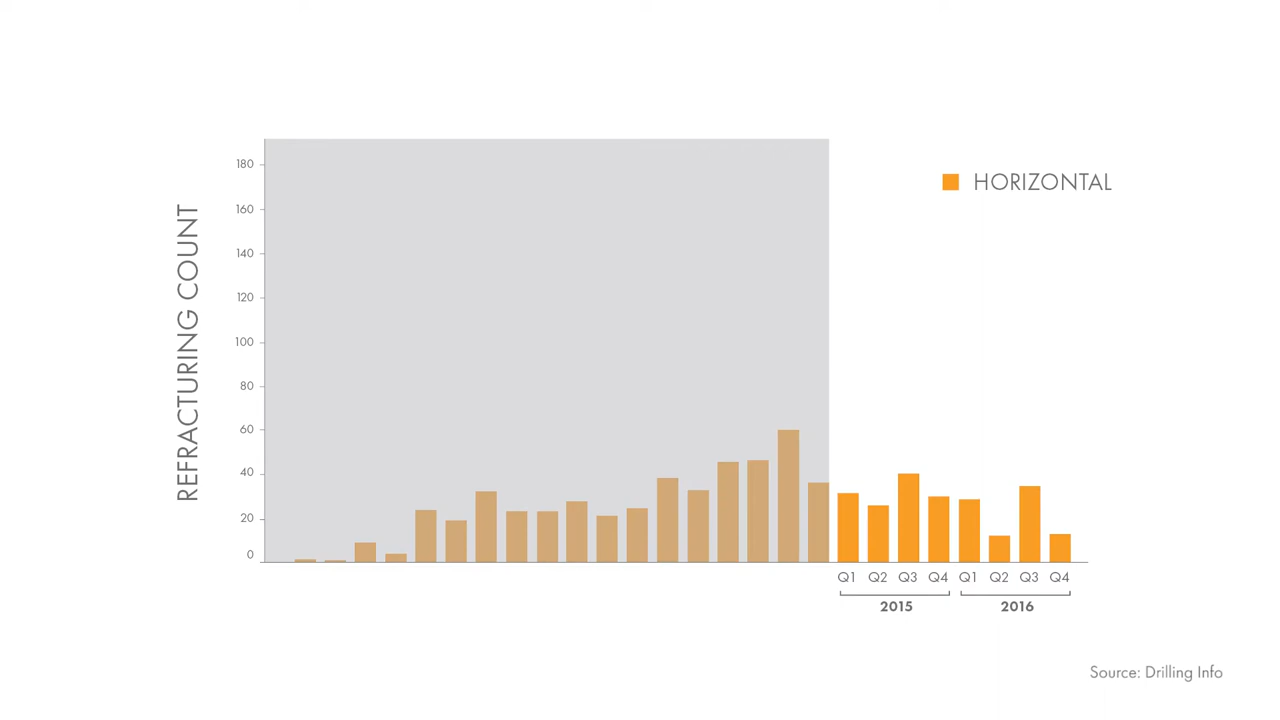 HORIZONTAL
REFRACTURING COUNT
180
160
140
120
100
80
60
40
20
0
Q1 Q2 Q3 Q4 Q1 Q2 Q3 Q4
2015 2016
Source: Drilling Info